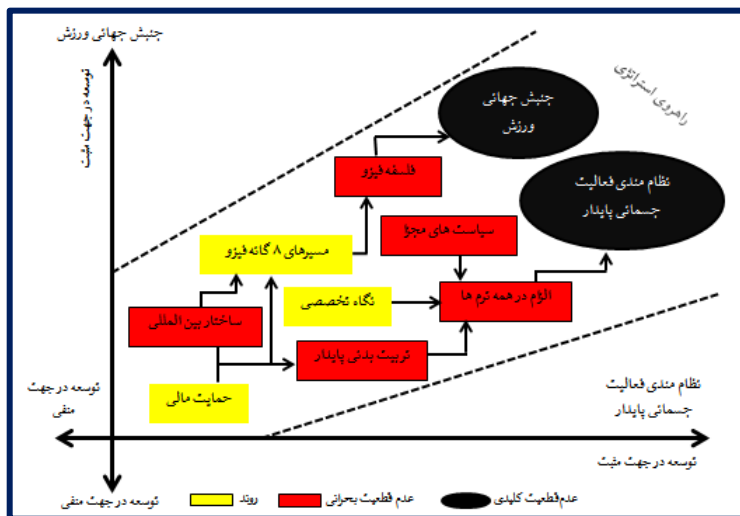 جنبش جهانی ورزش
توسعه در جهت مثبت
جنبش جهانی
ورزش
راهروی استراتژی
فلسفه فیزو
نظام مندی فعالیت
جسمانی پایدار
سیاست های مجزا
مسیرهای ۸ گانه فیزو
نگاه تخصصی
الزام در همه ترم ها
ساختار بین المللی
تربیت بدنی پایدار
حمایت مالی
توسعه در جهت
منفی
نظام مندی فعالیت
جسمانی پایدار
توسعه در جهت مثبت
توسعه در جهت منفی
روند
عدم قطعیت بحرانی
عدم قطعیت کلیدی